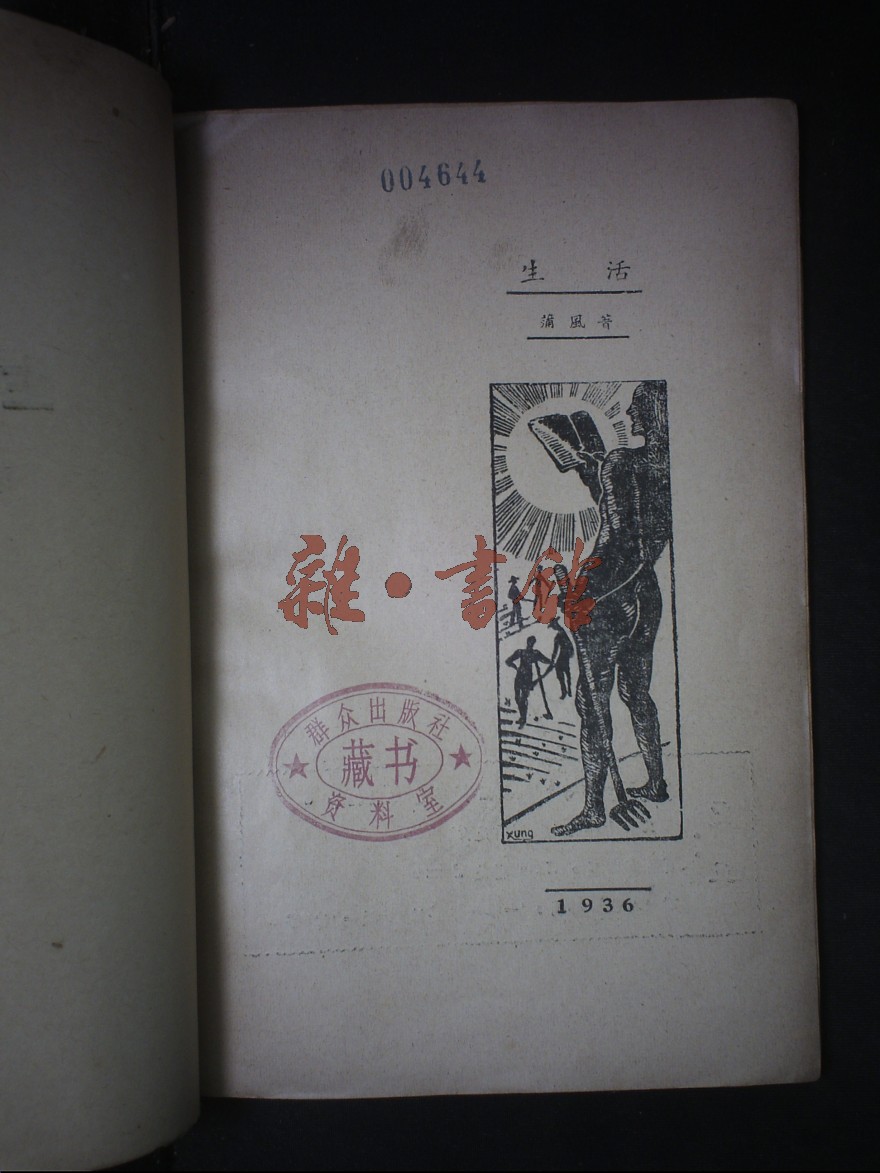 004644
生活
蒲風著
雜·書館
群众出版社
藏书
资料室
xung
1936